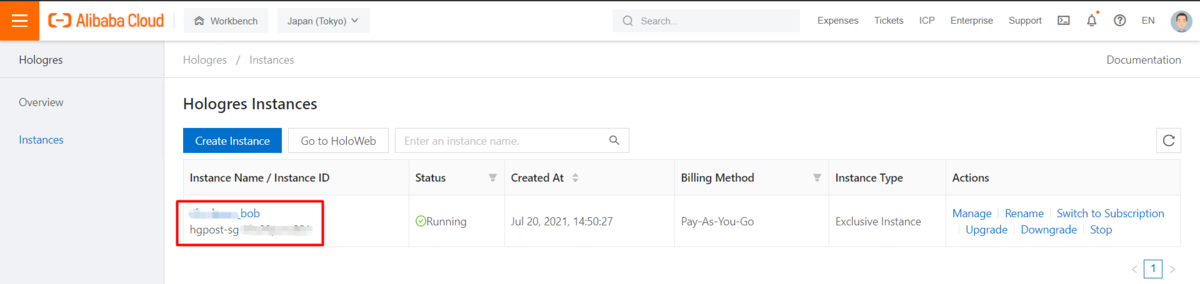 Alibaba Cloud Workbench Japan (Tokyo) Search... Expenses Tickets ICP Enterprise Support EN
Hologres Hologres / Instances Documentation
Overview
Instances
Hologres Instances
Create Instance Go to HoloWeb Enter an instance name.
Instance Name / Instance ID Status Created At Billing Method Instance Type Actions
_bob
hgpost-sg
Running Jul 20, 2021, 14:50:27 Pay-As-You-Go Exclusive Instance
Manage Rename Switch to Subscription
Upgrade Downgrade Stop
1